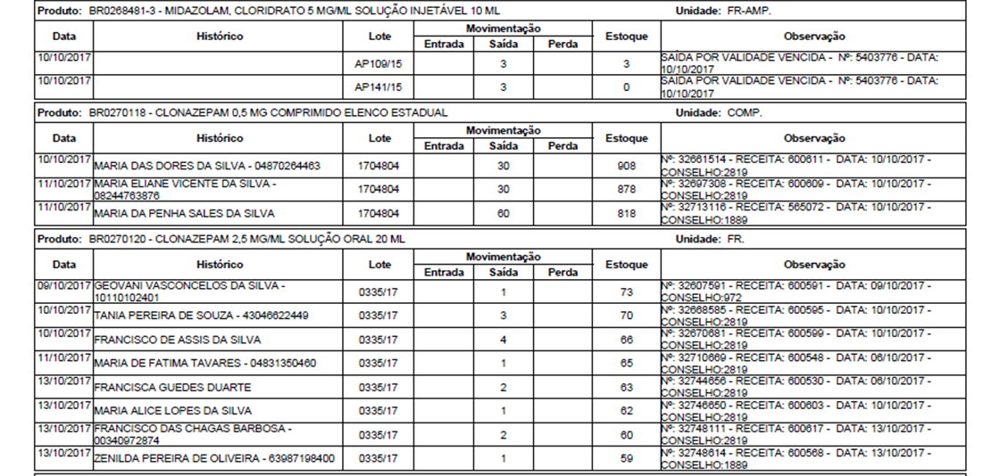 Produto: BR0268481-3 - MIDAZOLAM, CLORIDRATO 5 MG/ML SOLUÇÃO INJETÁVEL 10 ML Unidade: FR-AMP.
Data Histórico Lote Movimentação Estoque Observação
Entrada Saída Perda
10/10/2017 AP109/15 3 3 SAÍDA POR VALIDADE VENCIDA - Nº: 5403776 - DATA:
10/10/2017
10/10/2017 AP141/15 3 0 SAÍDA POR VALIDADE VENCIDA - Nº: 5403776 - DATA:
10/10/2017
Produto: BR0270118 - CLONAZEPAM 0,5 MG COMPRIMIDO ELENCO ESTADUAL Unidade: COMP.
Data Histórico Lote Movimentação Estoque Observação
Entrada Saída Perda
10/10/2017 MARIA DAS DORES DA SILVA - 04870264463 1704804 30 908 Nº: 32661514 - RECEITA: 600611 - DATA: 10/10/2017 -
CONSELHO:2819
11/10/2017 MARIA ELIANE VICENTE DA SILVA - 1704804 30 878 Nº: 32697308 - RECEITA: 600609 - DATA: 10/10/2017 -
08244763876 CONSELHO:2819
11/10/2017 MARIA DA PENHA SALES DA SILVA 1704804 60 818 Nº: 32713116 - RECEITA: 565072 - DATA: 10/10/2017 -
CONSELHO:1889
Produto: BR0270120 - CLONAZEPAM 2,5 MG/ML SOLUÇÃO ORAL 20 ML Unidade: FR.
Data Histórico Lote Movimentação Estoque Observação
Entrada Saída Perda
09/10/2017 GEOVANI VASCONCELOS DA SILVA - 0335/17 1 73 Nº: 32607591 - RECEITA: 600591 - DATA: 09/10/2017 -
10110102401 CONSELHO:972
10/10/2017 TANIA PEREIRA DE SOUZA - 43046622449 0335/17 3 70 Nº: 32668585 - RECEITA: 600595 - DATA: 10/10/2017 -
CONSELHO:2819
10/10/2017 FRANCISCO DE ASSIS DA SILVA 0335/17 4 66 Nº: 32670681 - RECEITA: 600599 - DATA: 10/10/2017 -
CONSELHO:2819
11/10/2017 MARIA DE FATIMA TAVARES - 04831350460 0335/17 1 65 Nº: 32710669 - RECEITA: 600548 - DATA: 06/10/2017 -
CONSELHO:2819
13/10/2017 FRANCISCA GUEDES DUARTE 0335/17 2 63 Nº: 32744656 - RECEITA: 600530 - DATA: 06/10/2017 -
CONSELHO:2819
13/10/2017 MARIA ALICE LOPES DA SILVA 0335/17 1 62 Nº: 32746650 - RECEITA: 600603 - DATA: 10/10/2017 -
CONSELHO:2819
13/10/2017 FRANCISCO DAS CHAGAS BARBOSA - 0335/17 2 60 Nº: 32748111 - RECEITA: 600617 - DATA: 13/10/2017 -
00340972874 CONSELHO:2819
13/10/2017 ZENILDA PEREIRA DE OLIVEIRA - 63987198400 0335/17 1 59 Nº: 32748614 - RECEITA: 600568 - DATA: 13/10/2017 -
CONSELHO:1889